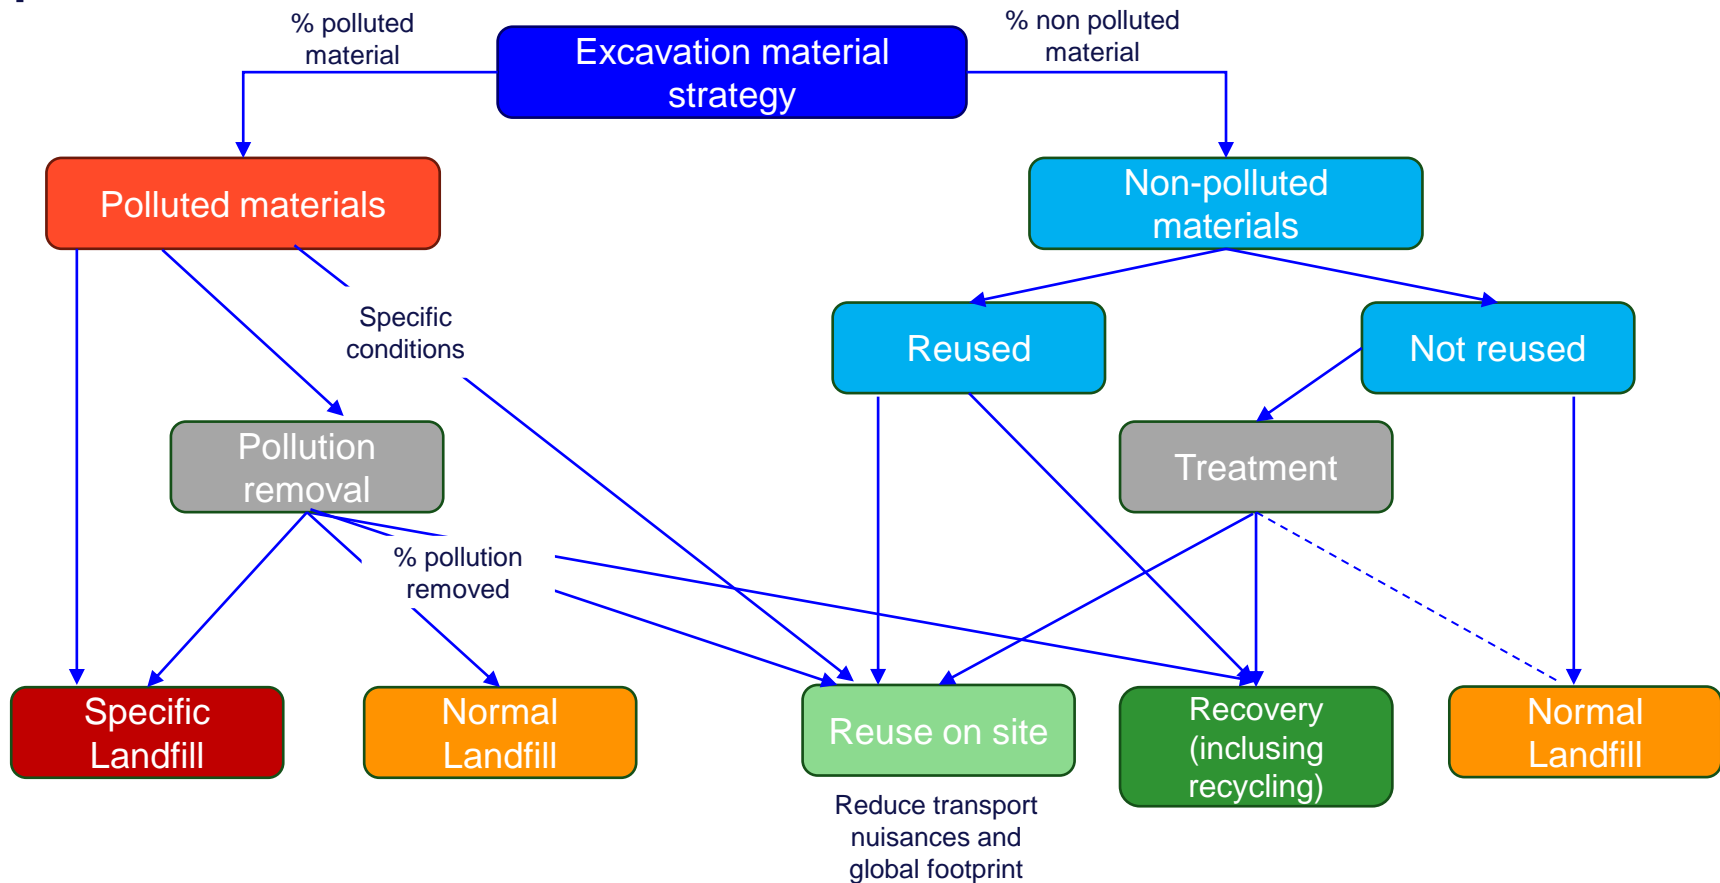 % polluted
material
Excavation material
strategy
% non polluted
material
Polluted materials
Non-polluted
materials
Specific
conditions
Reused
Not reused
Pollution
removal
Treatment
% pollution
removed
Specific
Landfill
Normal
Landfill
Reuse on site
Recovery
(inclusing
recycling)
Normal
Landfill
Reduce transport
nuisances and
global footprint